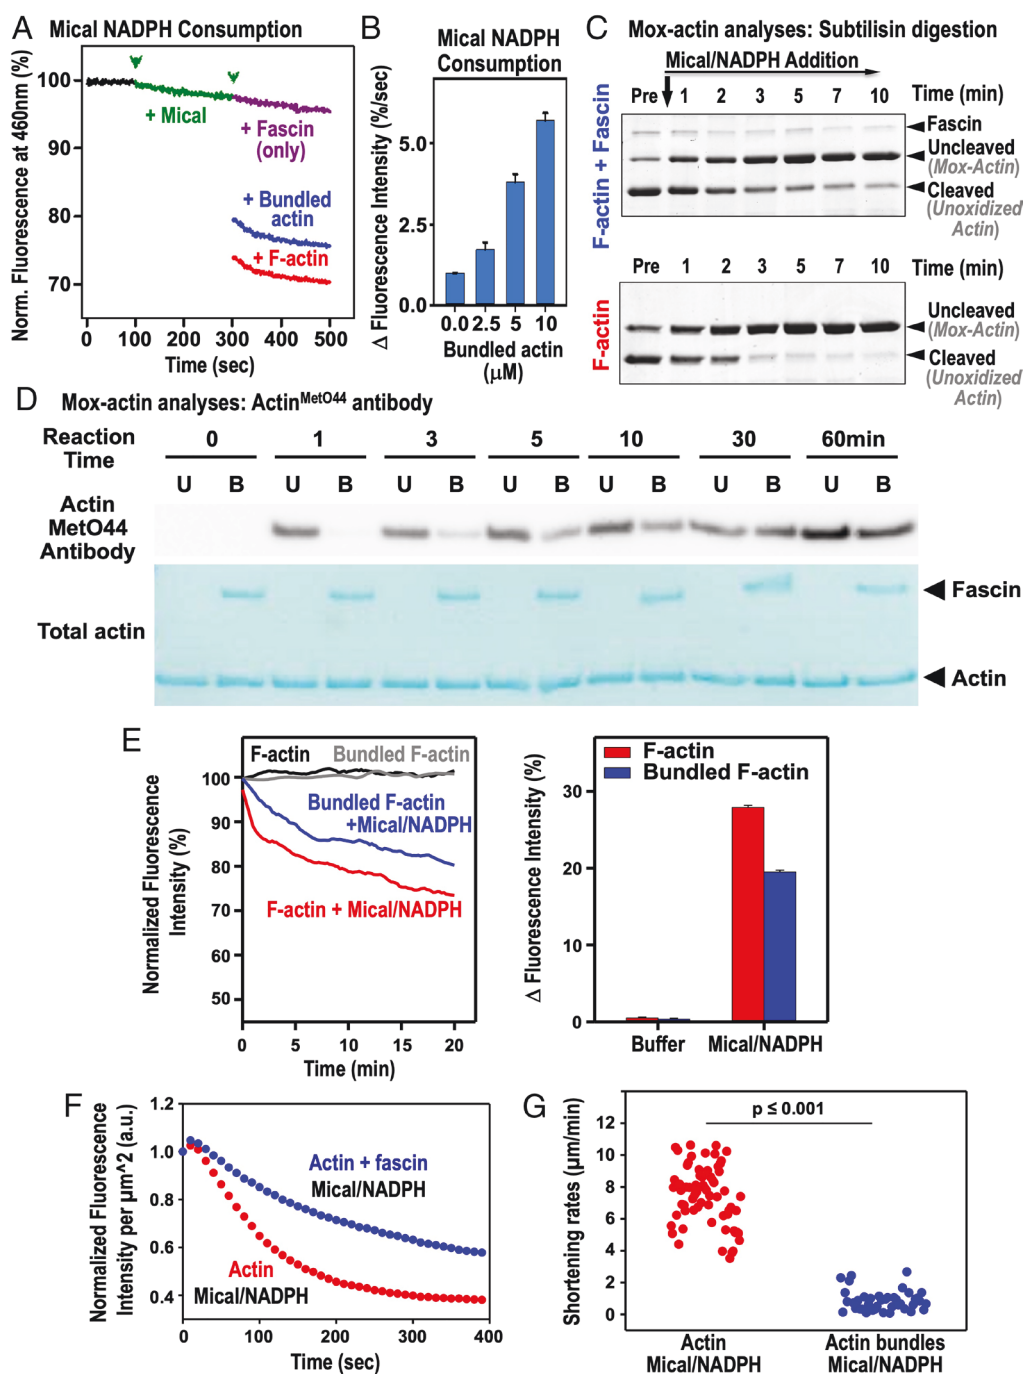 A
Mical NADPH Consumption
Norm. Fluorescence at 460nm (%)
100
90
80
70
+ Mical
+ Fascin
(only)
+ Bundled
actin
+ F-actin
0 100 200 300 400 500
Time (sec)
B
Mical NADPH
Consumption
Δ Fluorescence Intensity (%/sec)
5.0
2.5
0.0
0.0 2.5 5 10
Bundled actin
(μM)
C
Mox-actin analyses: Subtilisin digestion
Mical/NADPH Addition
F-actin + Fascin
Pre 1 2 3 5 7 10 Time (min)
Fascin
Uncleaved
(Mox-Actin)
Cleaved
(Unoxidized
Actin)
F-actin
Pre 1 2 3 5 7 10 Time (min)
Uncleaved
(Mox-Actin)
Cleaved
(Unoxidized
Actin)
D
Mox-actin analyses: ActinMetO44 antibody
Reaction
Time
0 1 3 5 10 30 60min
U B U B U B U B U B U B U B
Actin
MetO44
Antibody
Total actin
Fascin
Actin
E
Normalized Fluorescence
Intensity (%)
100
90
80
70
60
50
F-actin
Bundled F-actin
Bundled F-actin
+Mical/NADPH
F-actin + Mical/NADPH
0 5 10 15 20
Time (min)
Δ Fluorescence Intensity (%)
30
20
10
0
F-actin
Bundled F-actin
Buffer Mical/NADPH
F
Normalized Fluorescence
Intensity per µm^2 (a.u.)
1.2
1.0
0.8
0.6
0.4
Actin + fascin
Mical/NADPH
Actin
Mical/NADPH
0 100 200 300 400
Time (sec)
G
Shortening rates (µm/min)
14
12
10
8
6
4
2
0
p ≤ 0.001
Actin
Mical/NADPH
Actin bundles
Mical/NADPH